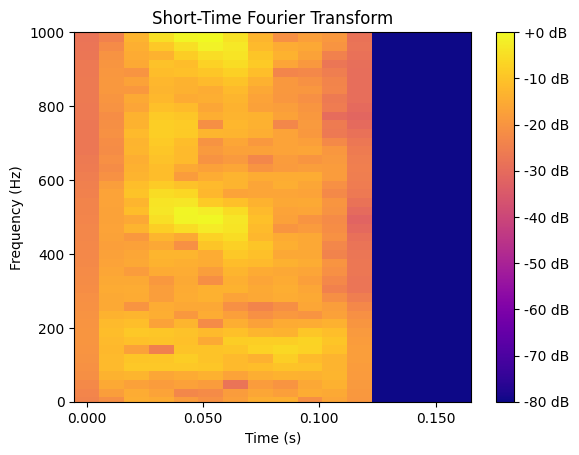 Short-Time Fourier Transform
1000
800
600
400
200
0
Frequency (Hz)
0.000
0.050
0.100
0.150
Time (s)
+0 dB
-10 dB
-20 dB
-30 dB
-40 dB
-50 dB
-60 dB
-70 dB
-80 dB